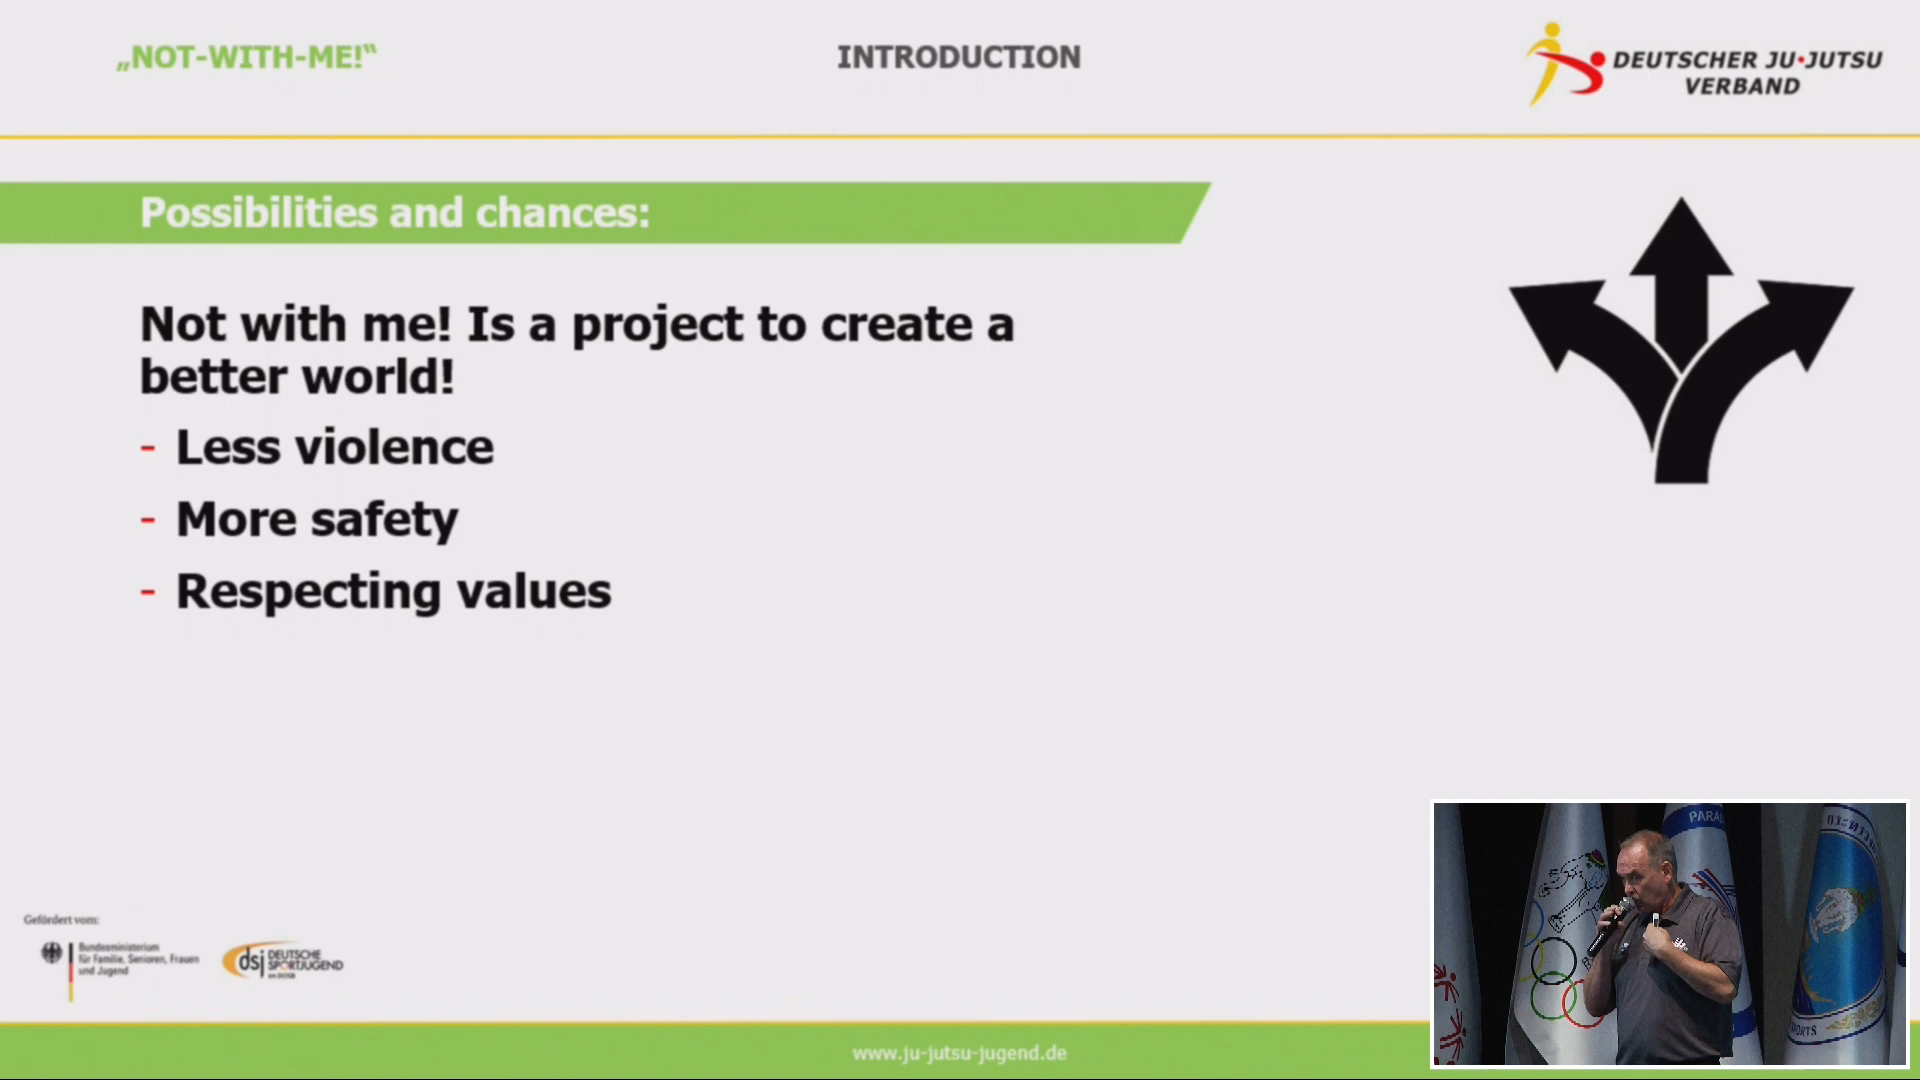 „NOT-WITH-ME!“
INTRODUCTION
DEUTSCHER JU•JUTSU
VERBAND
Possibilities and chances:
Not with me! Is a project to create a
better world!
- Less violence
- More safety
- Respecting values
Gefördert vom:
Bundesministerium
für Familie, Senioren, Frauen
und Jugend
dsj DEUTSCHE
SPORTJUGEND
im DOSB
www.ju-jutsu-jugend.de